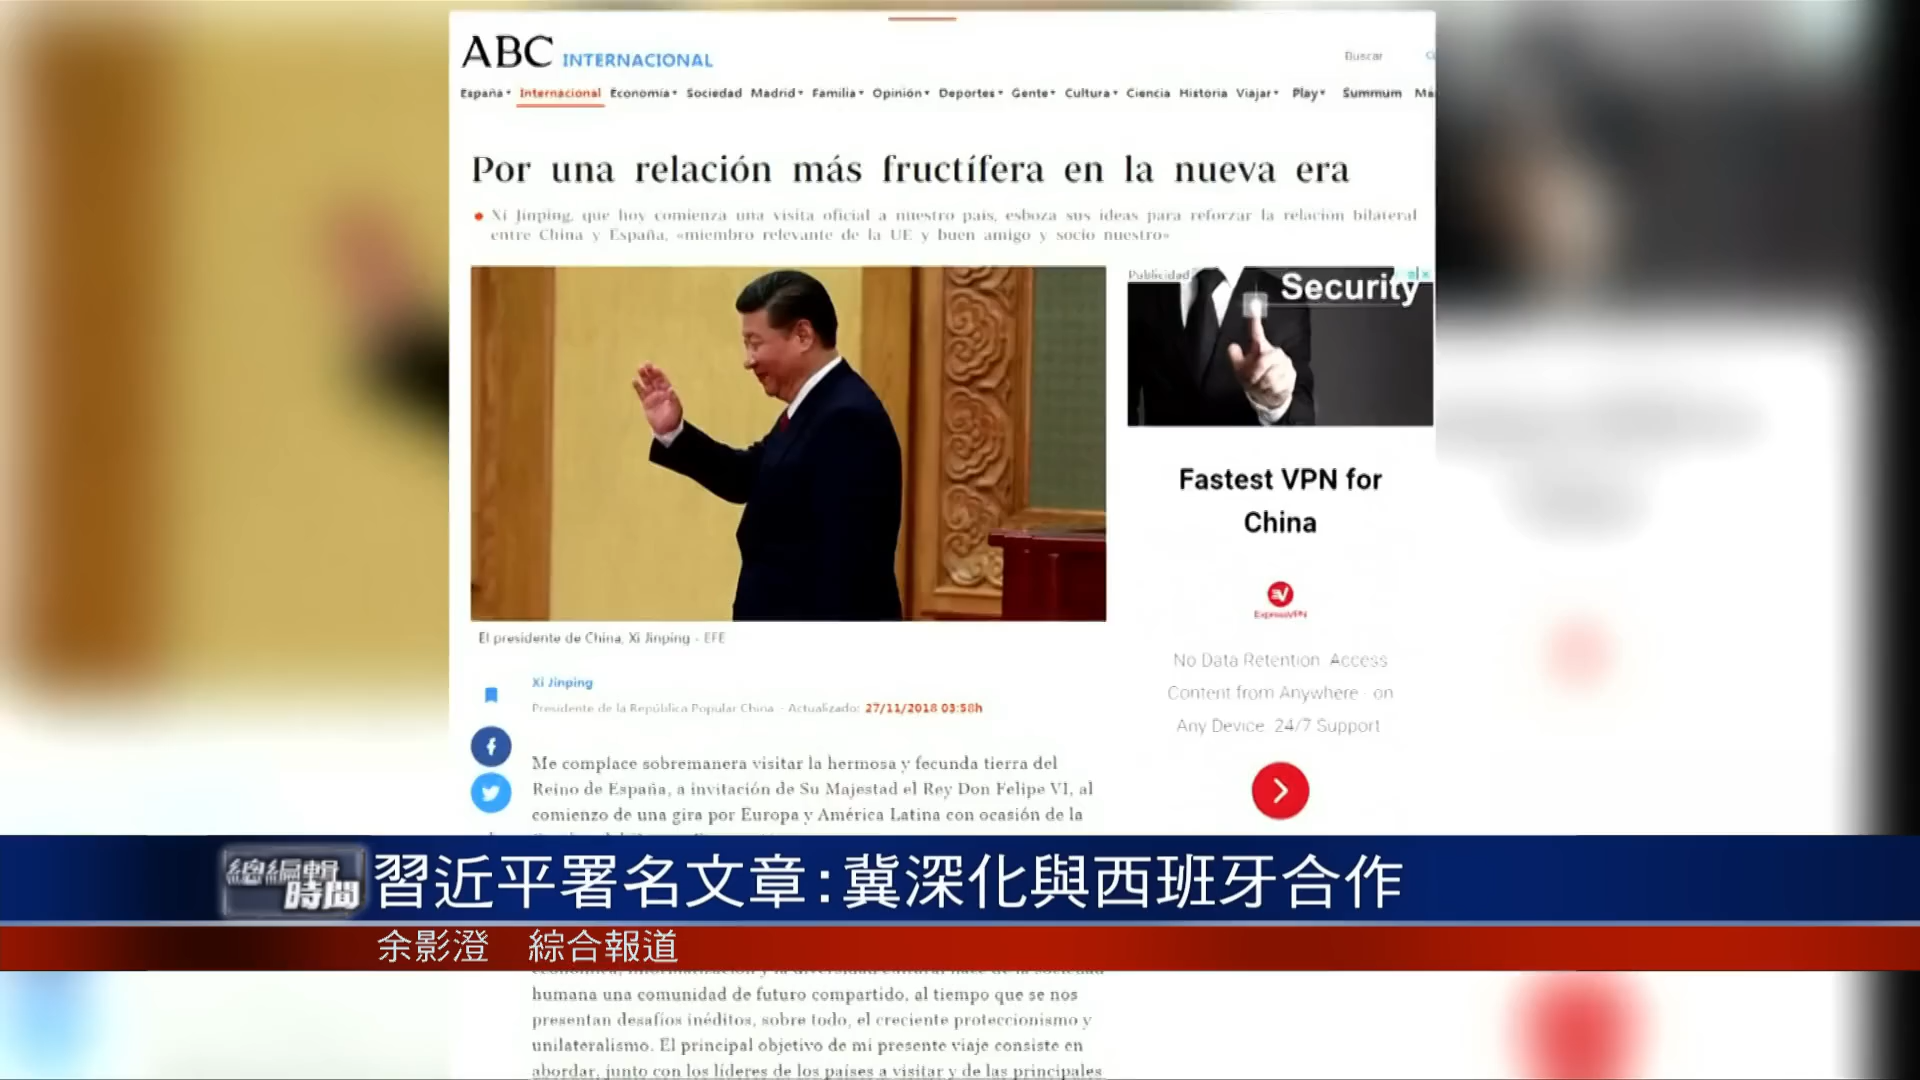 ABC INTERNACIONAL
Buscar
España Internacional Economía Sociedad Madrid Familia Opinión Deportes Gente Cultura Ciencia Historia Viajar Play Summum
Por una relación más fructífera en la nueva era
Xi Jinping, que hoy comienza una visita oficial a nuestro país, esboza sus ideas para reforzar la relación bilateral
entre China y España, «miembro relevante de la UE y buen amigo y socio nuestro»
Publicidad
Security
Fastest VPN for
China
ExpressVPN
No Data Retention. Access
Content from Anywhere - on
Any Device. 24/7 Support
El presidente de China, Xi Jinping - EFE
Xi Jinping
Presidente de la República Popular China - Actualizado: 27/11/2018 03:58h
Me complace sobremanera visitar la hermosa y fecunda tierra del
Reino de España, a invitación de Su Majestad el Rey Don Felipe VI, al
comienzo de una gira por Europa y América Latina con ocasión de la
總編輯時間
習近平署名文章:冀深化與西班牙合作
余影澄 綜合報道
humana una comunidad de futuro compartido, al tiempo que se nos
presentan desafíos inéditos, sobre todo, el creciente proteccionismo y
unilateralismo. El principal objetivo de mi presente viaje consiste en
abordar, junto con los líderes de los países a visitar y de las principales